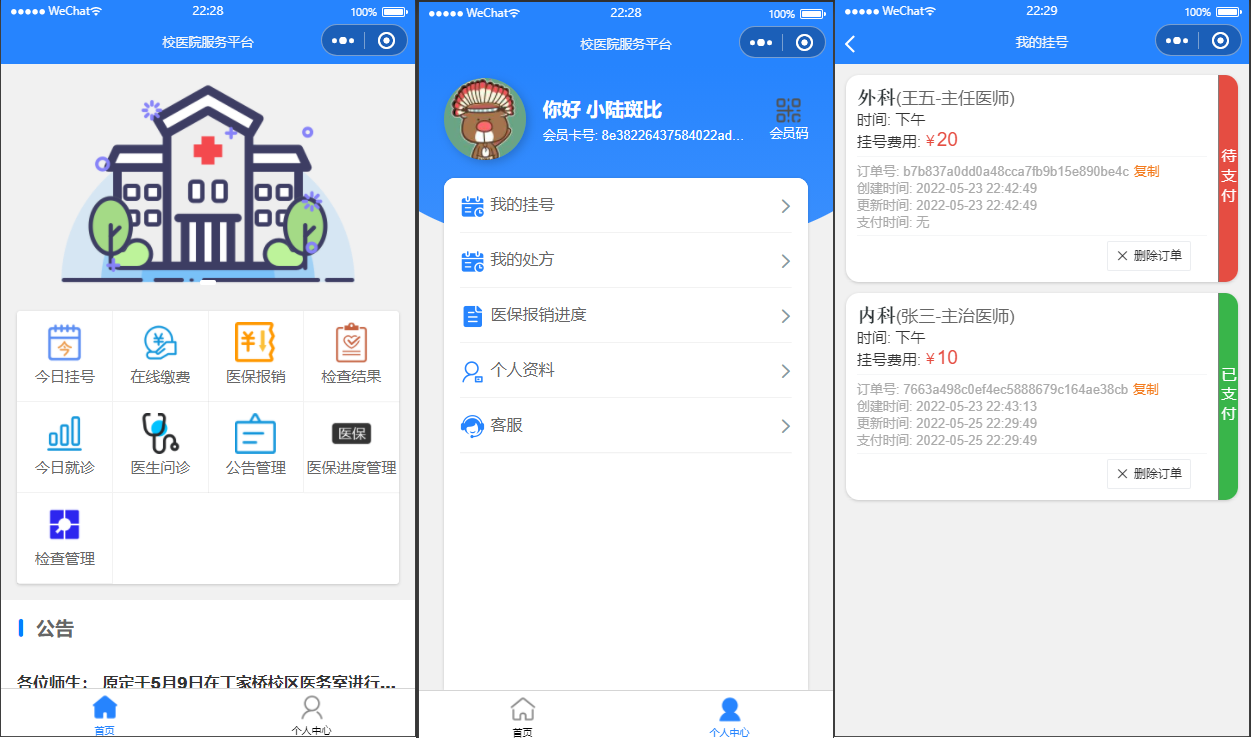 WeChat 22:28 100%
校医院服务平台
今
今日挂号 在线缴费 医保报销 检查结果
医保
今日就诊 医生问诊 公告管理 医保进度管理
检查管理
公告
各位师生： 原定于5月9日在丁家桥校区医务室进行...
首页 个人中心
WeChat 22:28 100%
校医院服务平台
你好 小陆斑比
会员卡号: 8e38226437584022ad...
会员码
我的挂号
我的处方
医保报销进度
个人资料
客服
首页 个人中心
WeChat 22:29 100%
我的挂号
外科(王五-主任医师)
时间: 下午
挂号费用: ¥20
订单号: b7b837a0dd0a48cca7fb9b15e890be4c 复制
创建时间: 2022-05-23 22:42:49
更新时间: 2022-05-23 22:42:49
支付时间: 无
删除订单
待支付
内科(张三-主治医师)
时间: 下午
挂号费用: ¥10
订单号: 7663a498c0ef4ec5888679c164ae38cb 复制
创建时间: 2022-05-23 22:43:13
更新时间: 2022-05-25 22:29:49
支付时间: 2022-05-25 22:29:49
删除订单
已支付